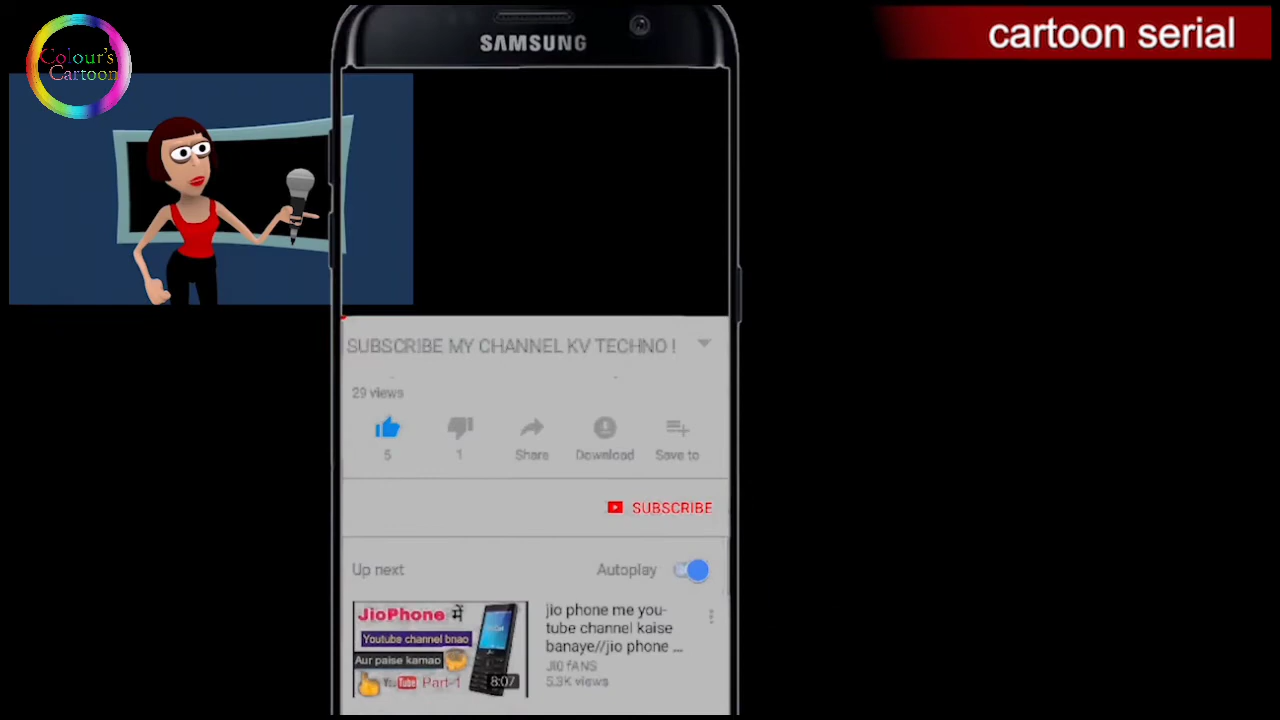 Colour's
Cartoon
cartoon serial
SAMSUNG
SUBSCRIBE MY CHANNEL KV TECHNO !
29 views
5
1
Share
Download
Save to
SUBSCRIBE
Up next
Autoplay
JioPhone में
Youtube channel bnao
Aur paise kamao
YouTube Part-1
8:07
jio phone me you-
tube channel kaise
banaye//jio phone ...
JIO fANS
5.3K views